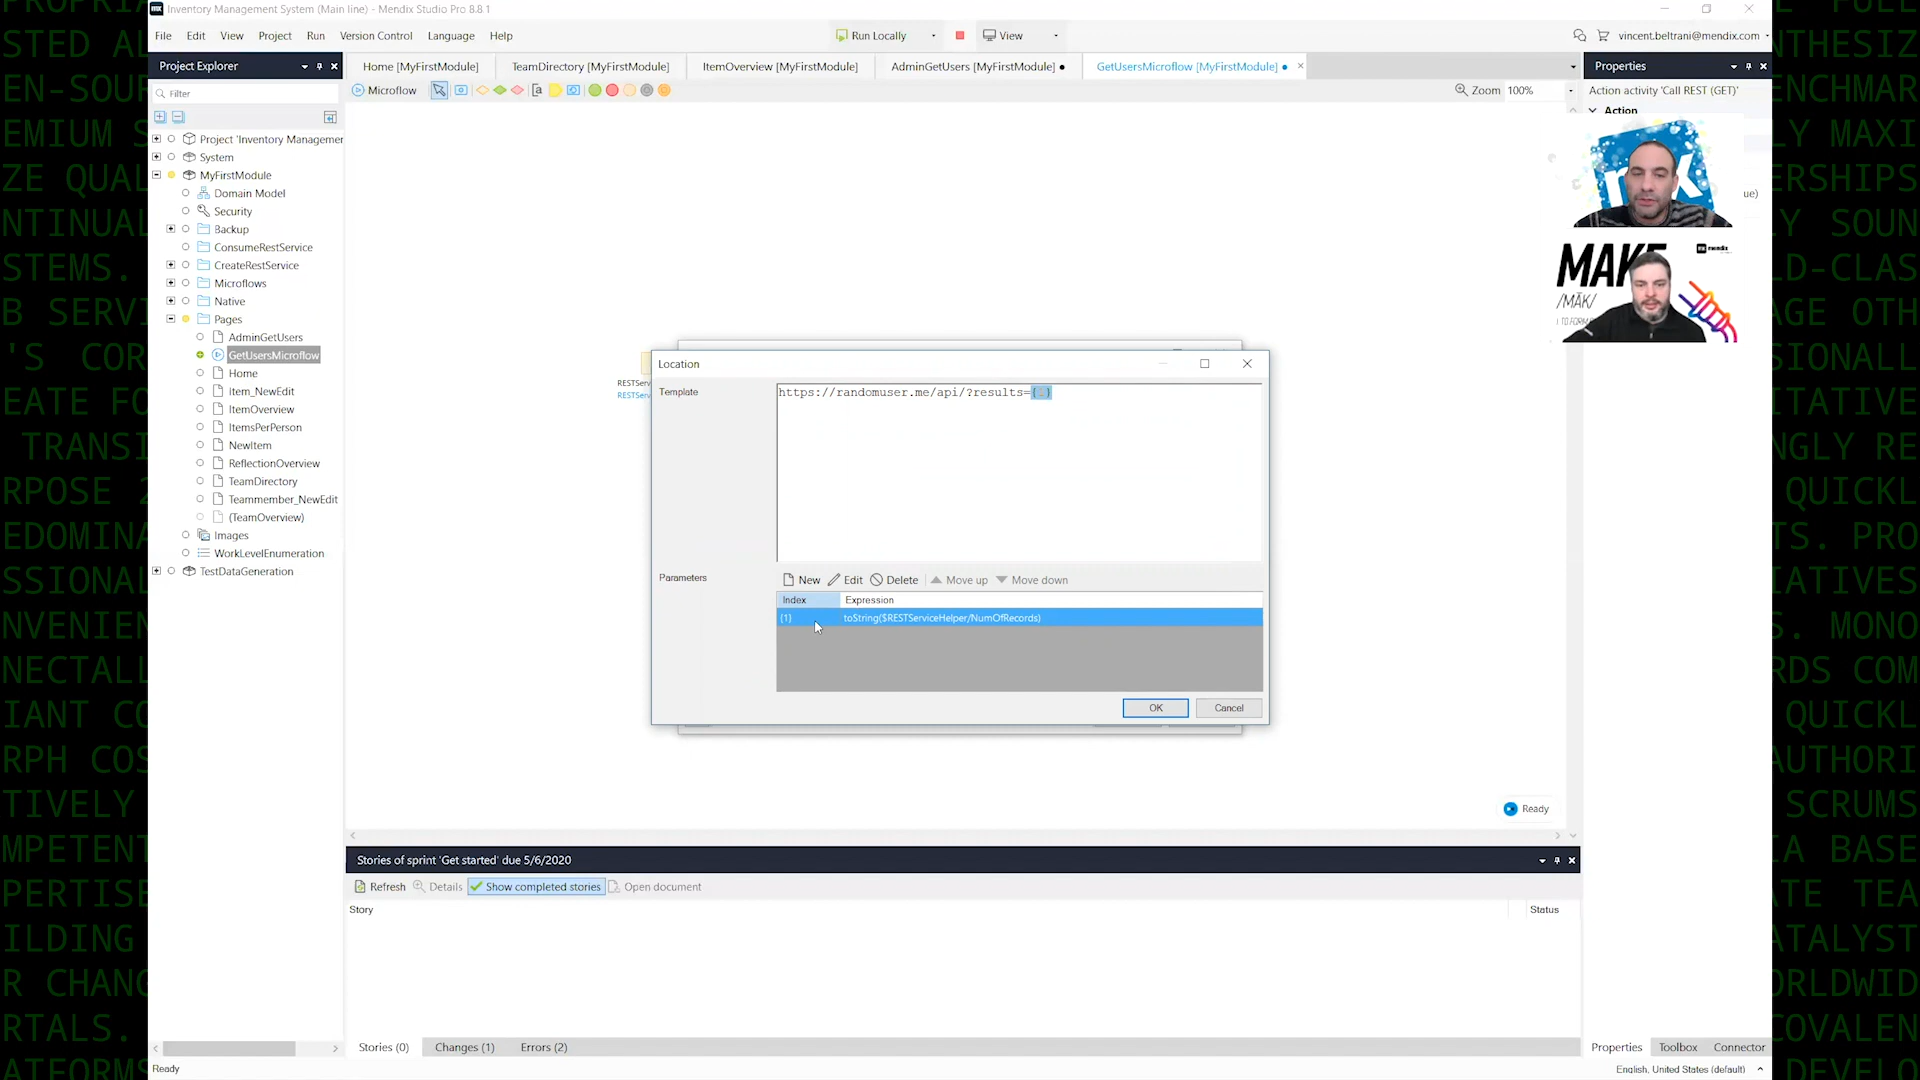 Inventory Management System (Main line) - Mendix Studio Pro 8.8.1
File Edit View Project Run Version Control Language Help
Run Locally
View
vincent.beltrani@mendix.com
Project Explorer
Home [MyFirstModule]
TeamDirectory [MyFirstModule]
ItemOverview [MyFirstModule]
AdminGetUsers [MyFirstModule]
GetUsersMicroflow [MyFirstModule]
Properties
Filter
Microflow
Zoom 100%
Action activity 'Call REST (GET)'
Action
ue)
Project 'Inventory Managemer
System
MyFirstModule
Domain Model
Security
Backup
ConsumeRestService
CreateRestService
Microflows
Native
Pages
AdminGetUsers
GetUsersMicroflow
Home
Item_NewEdit
ItemOverview
ItemsPerPerson
NewItem
ReflectionOverview
TeamDirectory
Teammember_NewEdit
(TeamOverview)
Images
WorkLevelEnumeration
TestDataGeneration
MAKE
/MĀK/
mendix
RESTServ
RESTServ
Location
Template
https://randomuser.me/api/?results={1}
Parameters
New Edit Delete Move up Move down
Index Expression
{1} toString($RESTServiceHelper/NumOfRecords)
OK Cancel
Ready
Stories of sprint 'Get started' due 5/6/2020
Refresh Details Show completed stories Open document
Story Status
Stories (0) Changes (1) Errors (2)
Properties Toolbox Connector
Ready
English, United States (default)